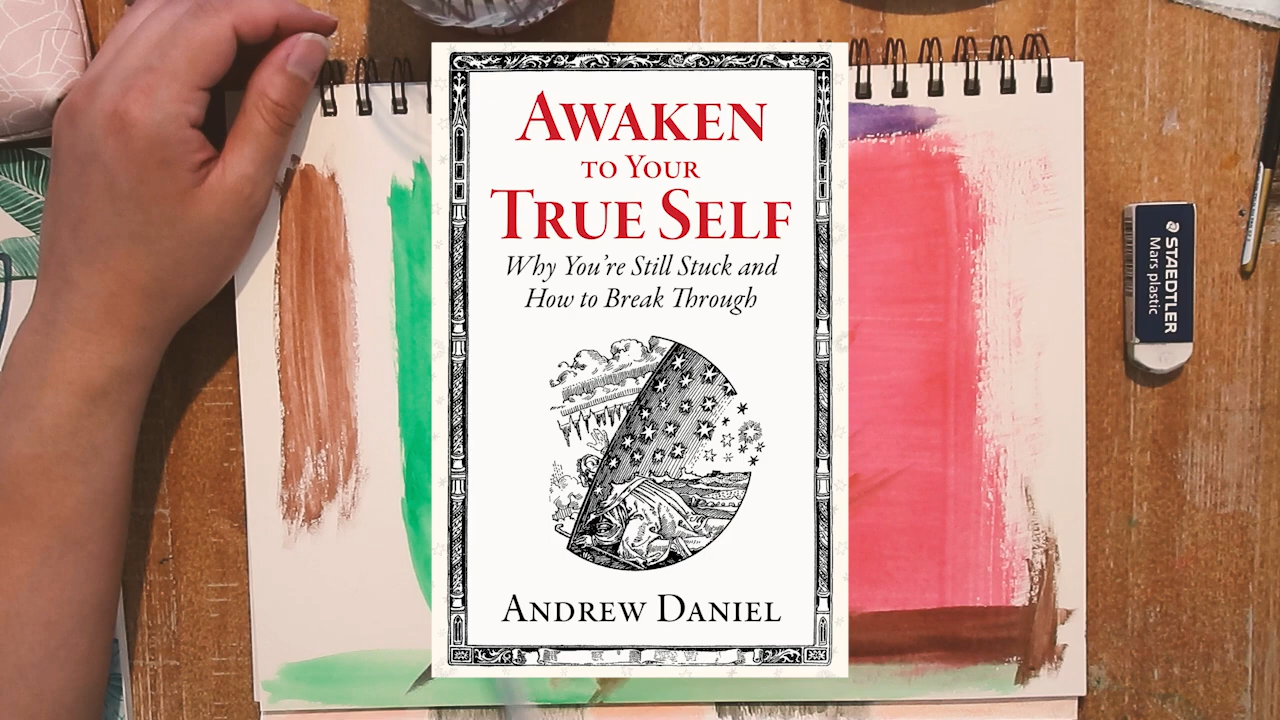 AWAKEN
TO YOUR
TRUE SELF
Why You're Still Stuck and
How to Break Through
ANDREW DANIEL
STAEDTLER
Mars plastic